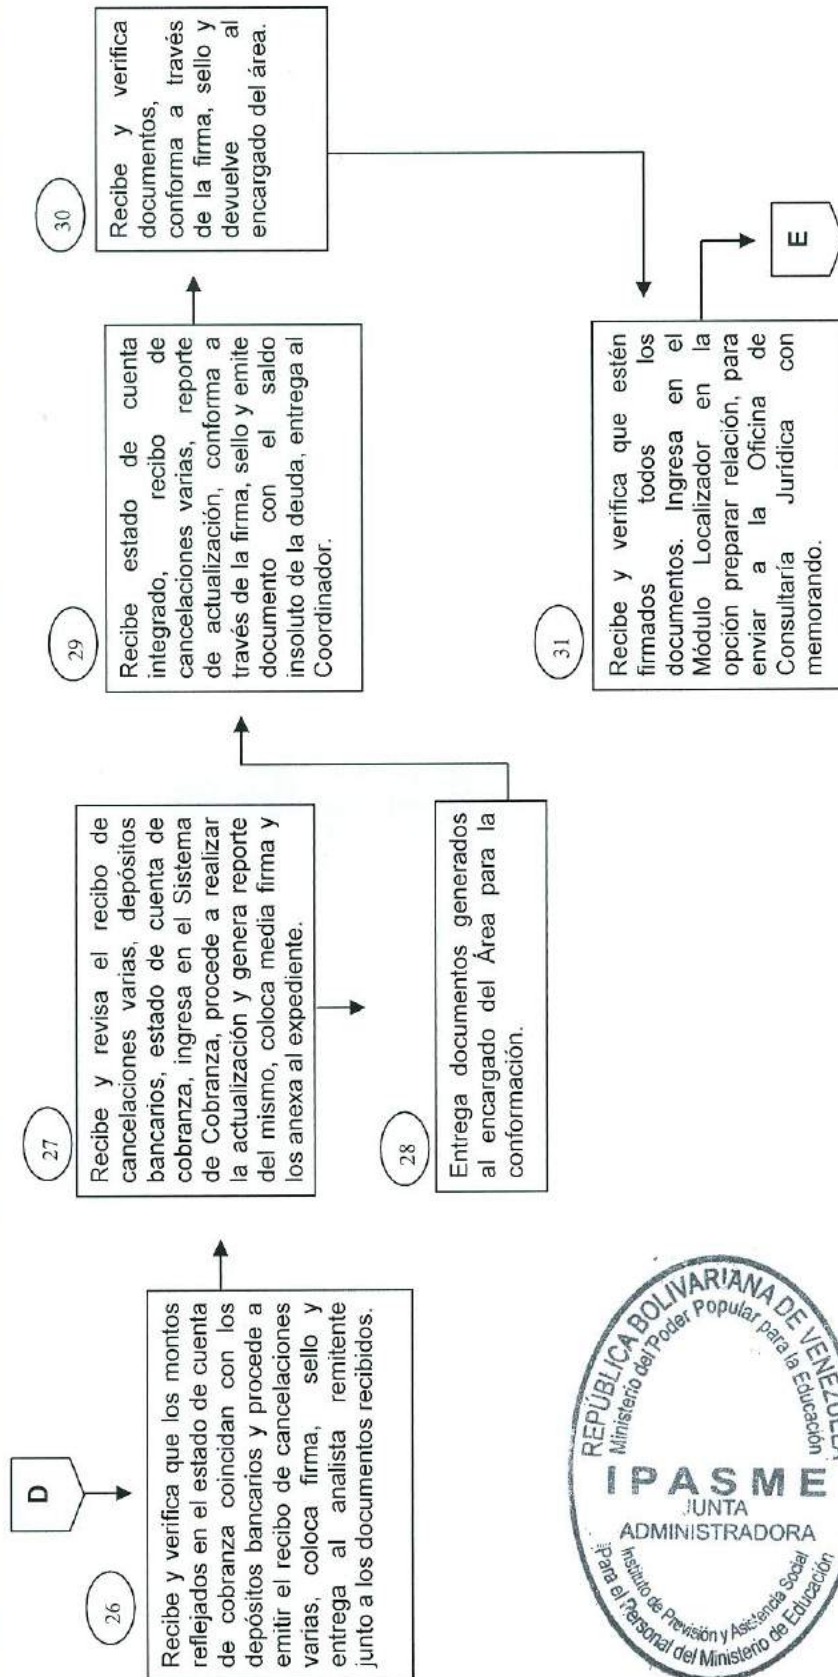 D
26
Recibe y verifica que los montos
reflejados en el estado de cuenta
de cobranza coincidan con los
depósitos bancarios y procede a
emitir el recibo de cancelaciones
varias, coloca firma, sello y
entrega al analista remitente
junto a los documentos recibidos.
27
Recibe y revisa el recibo de
cancelaciones varias, depósitos
bancarios, estado de cuenta de
cobranza, ingresa en el Sistema
de Cobranza, procede a realizar
la actualización y genera reporte
del mismo, coloca media firma y
los anexa al expediente.
28
Entrega documentos generados
al encargado del Área para la
conformación.
29
Recibe estado de cuenta
integrado, recibo de
cancelaciones varias, reporte
de actualización, conforma a
través de la firma, sello y emite
documento con el saldo
insoluto de la deuda, entrega al
Coordinador.
30
Recibe y verifica
documentos,
conforma a través
de la firma, sello y
devuelve al
encargado del área.
31
Recibe y verifica que estén
firmados todos los
documentos. Ingresa en el
Módulo Localizador en la
opción preparar relación, para
enviar a la Oficina de
Consultaría Jurídica con
memorando.
E
REPÚBLICA BOLIVARIANA DE VENEZUELA
Ministerio del Poder Popular para la Educación
IPASME
JUNTA
ADMINISTRADORA
Instituto de Previsión y Asistencia Social
Para el Personal del Ministerio de Educación